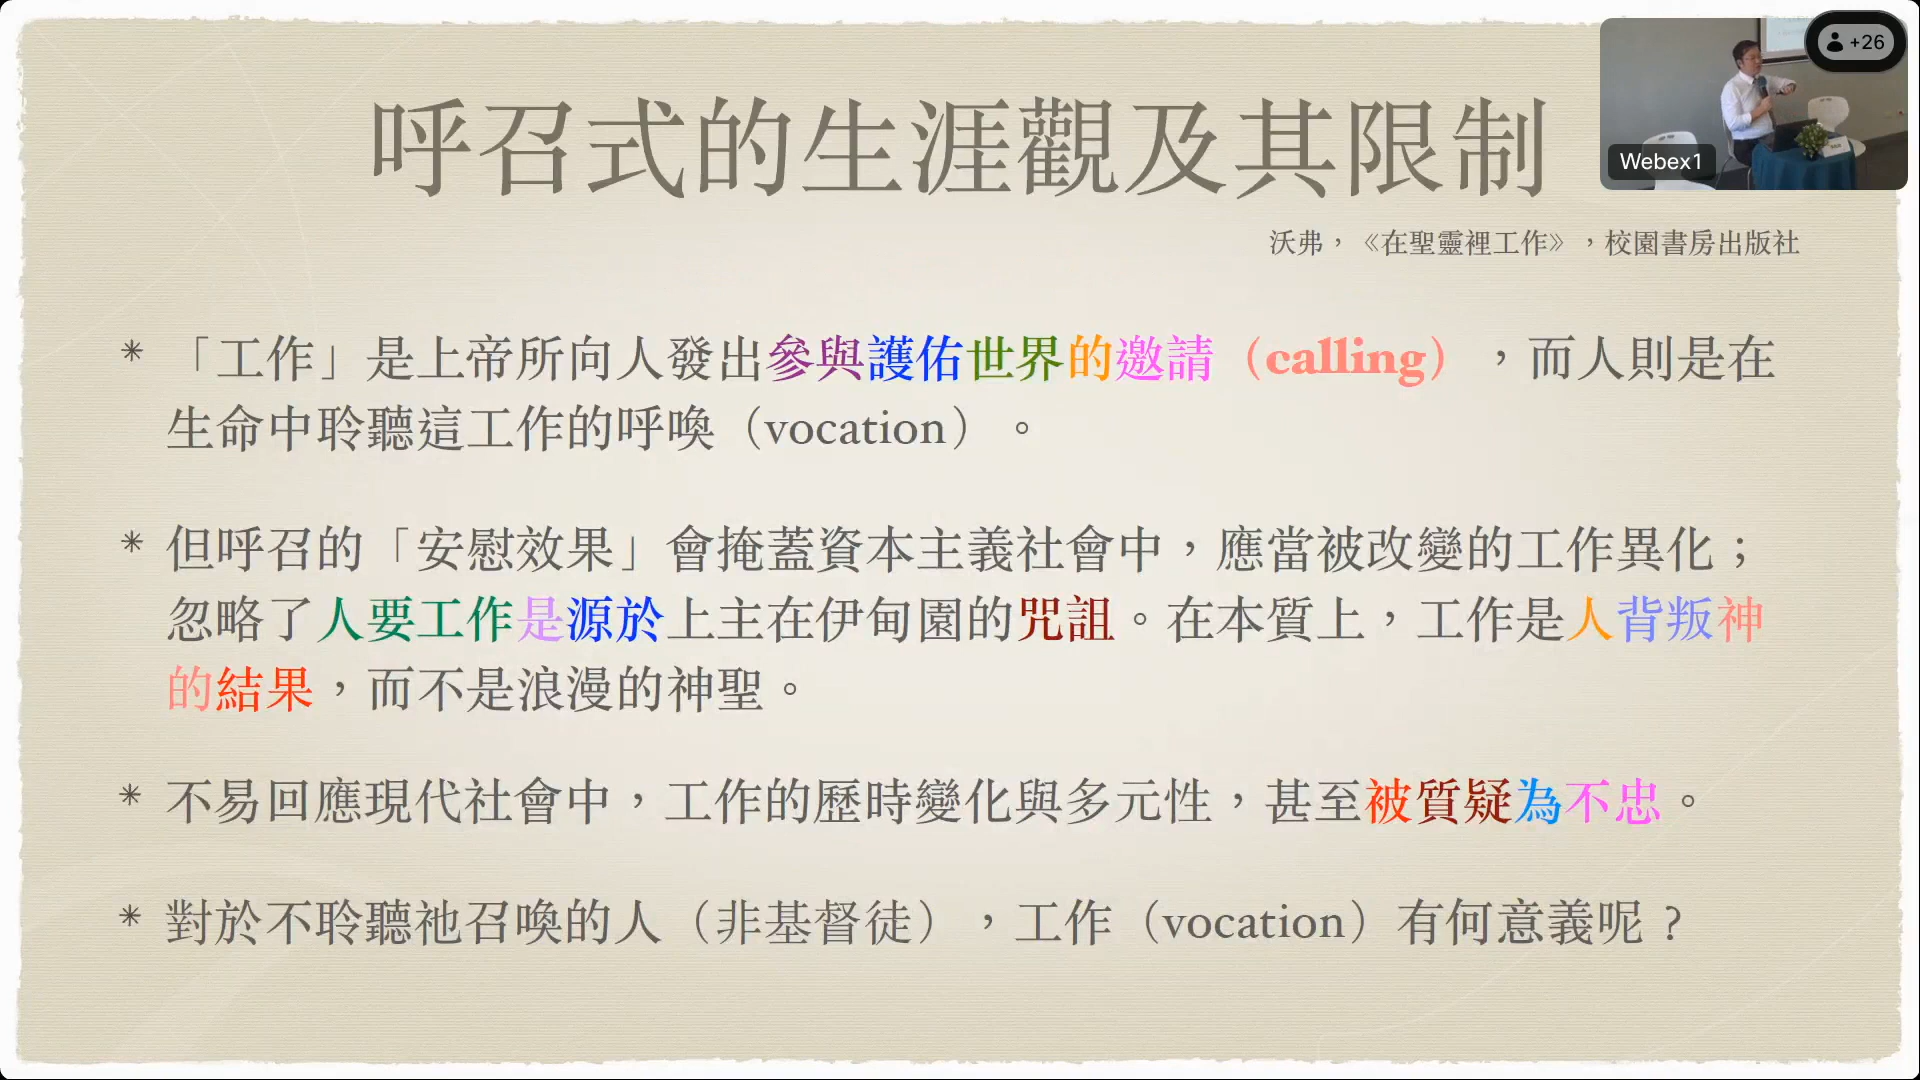 呼召式的生涯觀及其限制
+26
Webex1
沃弗，《在聖靈裡工作》，校園書房出版社
* 「工作」是上帝所向人發出參與護佑世界的邀請（calling），而人則是在
生命中聆聽這工作的呼喚（vocation）。
* 但呼召的「安慰效果」會掩蓋資本主義社會中，應當被改變的工作異化；
忽略了人要工作是源於上主在伊甸園的咒詛。在本質上，工作是人背叛神
的結果，而不是浪漫的神聖。
* 不易回應現代社會中，工作的歷時變化與多元性，甚至被質疑為不忠。
* 對於不聆聽祂召喚的人（非基督徒），工作（vocation）有何意義呢？